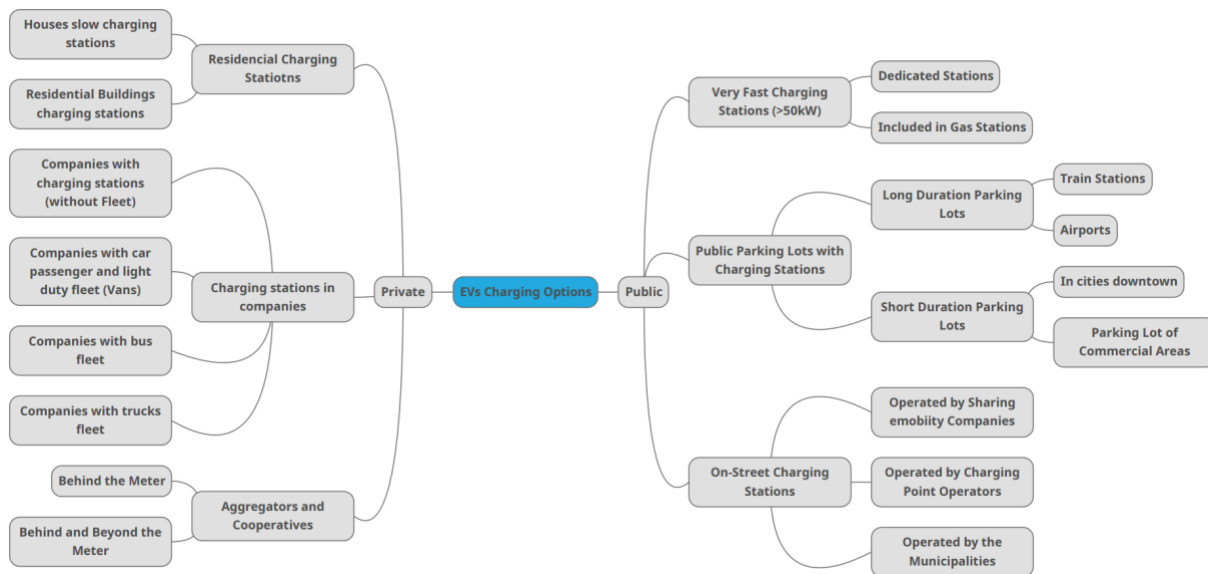 Houses slow charging
stations
Residencial Charging
Statiotns
Residential Buildings
charging stations
Companies with
charging stations
(without Fleet)
Companies with car
passenger and light
duty fleet (Vans)
Charging stations in
companies
Companies with bus
fleet
Companies with trucks
fleet
Behind the Meter
Aggregators and
Cooperatives
Behind and Beyond the
Meter
Private
EVs Charging Options
Public
Very Fast Charging
Stations (>50kW)
Dedicated Stations
Included in Gas Stations
Public Parking Lots with
Charging Stations
Long Duration Parking
Lots
Train Stations
Airports
Short Duration Parking
Lots
In cities downtown
Parking Lot of
Commercial Areas
On-Street Charging
Stations
Operated by Sharing
emobiity Companies
Operated by Charging
Point Operators
Operated by the
Municipalities